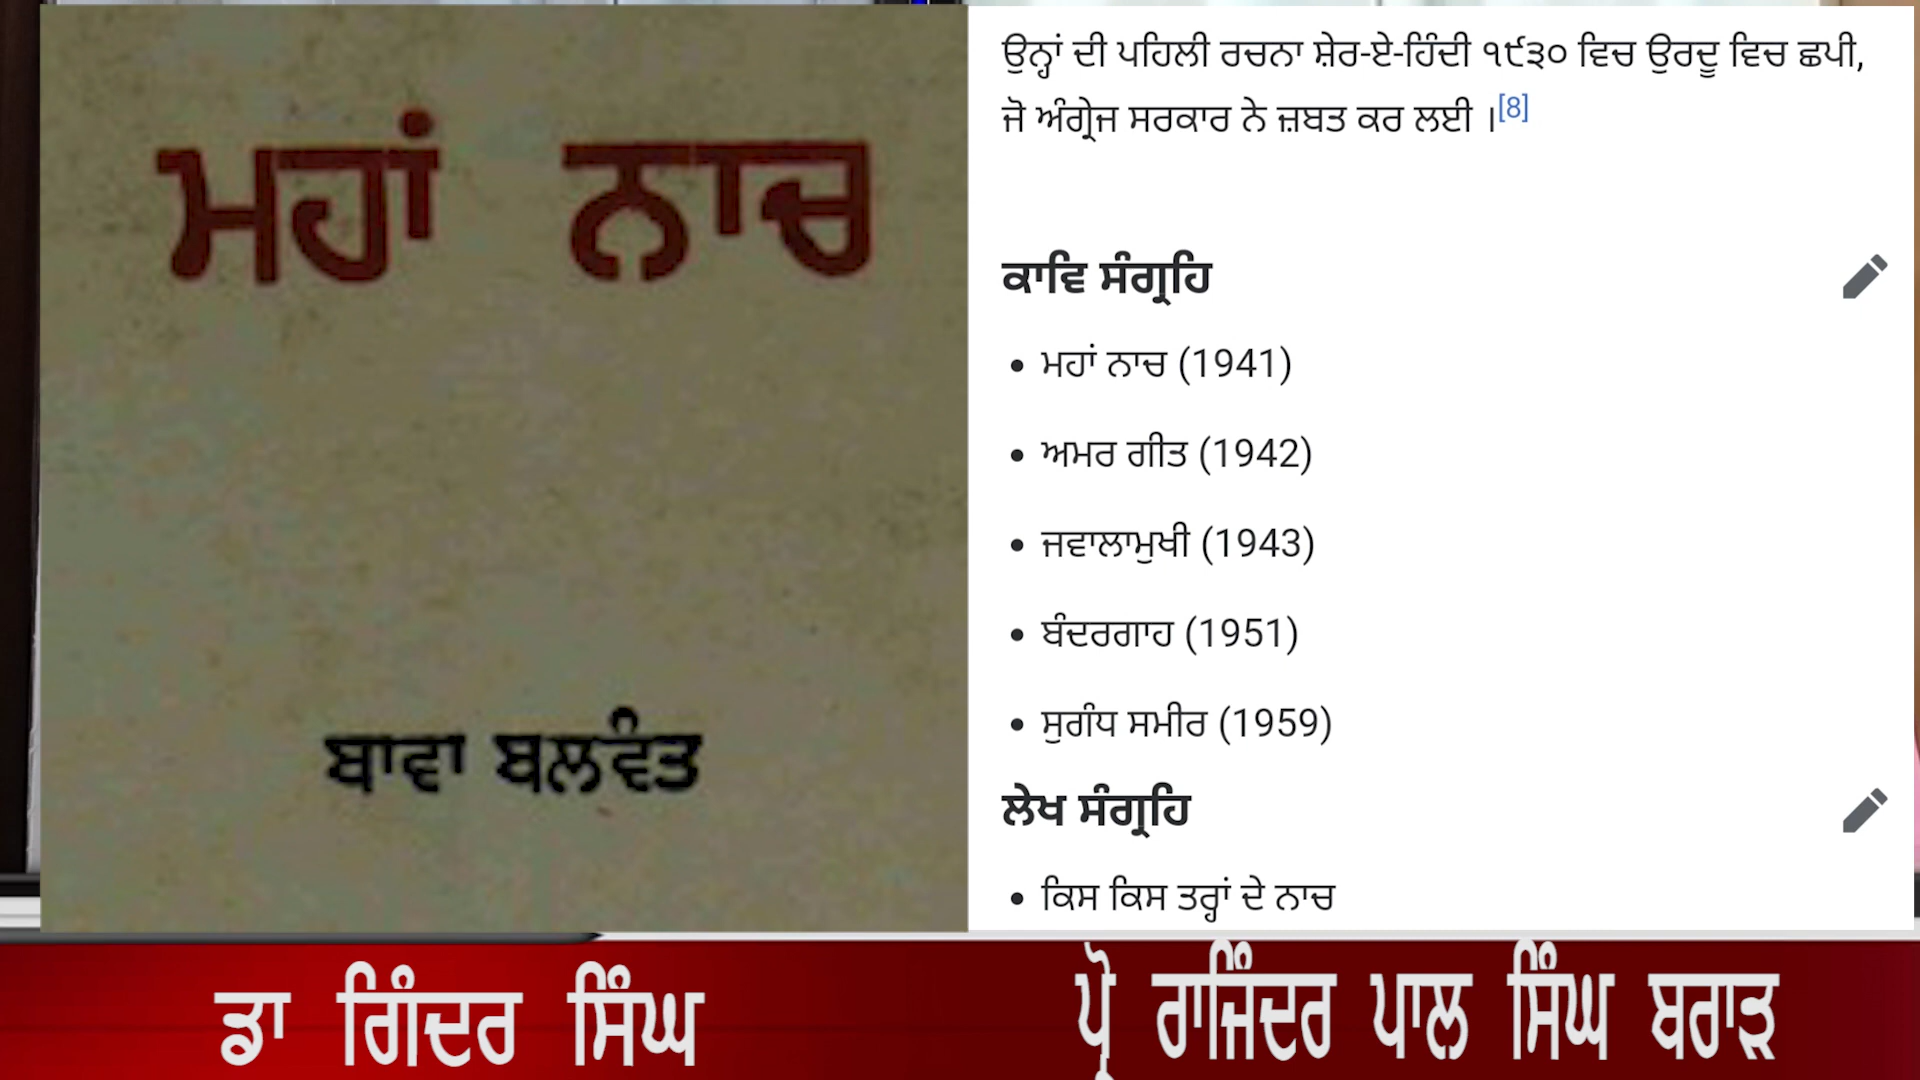 ਮਹਾਂ ਨਾਚ
ਬਾਵਾ ਬਲਵੰਤ
ਉਨ੍ਹਾਂ ਦੀ ਪਹਿਲੀ ਰਚਨਾ ਸ਼ੇਰ-ਏ-ਹਿੰਦੀ ੧੯੩੦ ਵਿਚ ਉਰਦੂ ਵਿਚ ਛਪੀ,
ਜੋ ਅੰਗ੍ਰੇਜ ਸਰਕਾਰ ਨੇ ਜ਼ਬਤ ਕਰ ਲਈ ।[8]
ਕਾਵਿ ਸੰਗ੍ਰਹਿ
• ਮਹਾਂ ਨਾਚ (1941)
• ਅਮਰ ਗੀਤ (1942)
• ਜਵਾਲਾਮੁਖੀ (1943)
• ਬੰਦਰਗਾਹ (1951)
• ਸੁਗੰਧ ਸਮੀਰ (1959)
ਲੇਖ ਸੰਗ੍ਰਹਿ
• ਕਿਸ ਕਿਸ ਤਰ੍ਹਾਂ ਦੇ ਨਾਚ
ਡਾ ਗਿੰਦਰ ਸਿੰਘ
ਪ੍ਰੋ ਰਾਜਿੰਦਰ ਪਾਲ ਸਿੰਘ ਬਰਾੜ